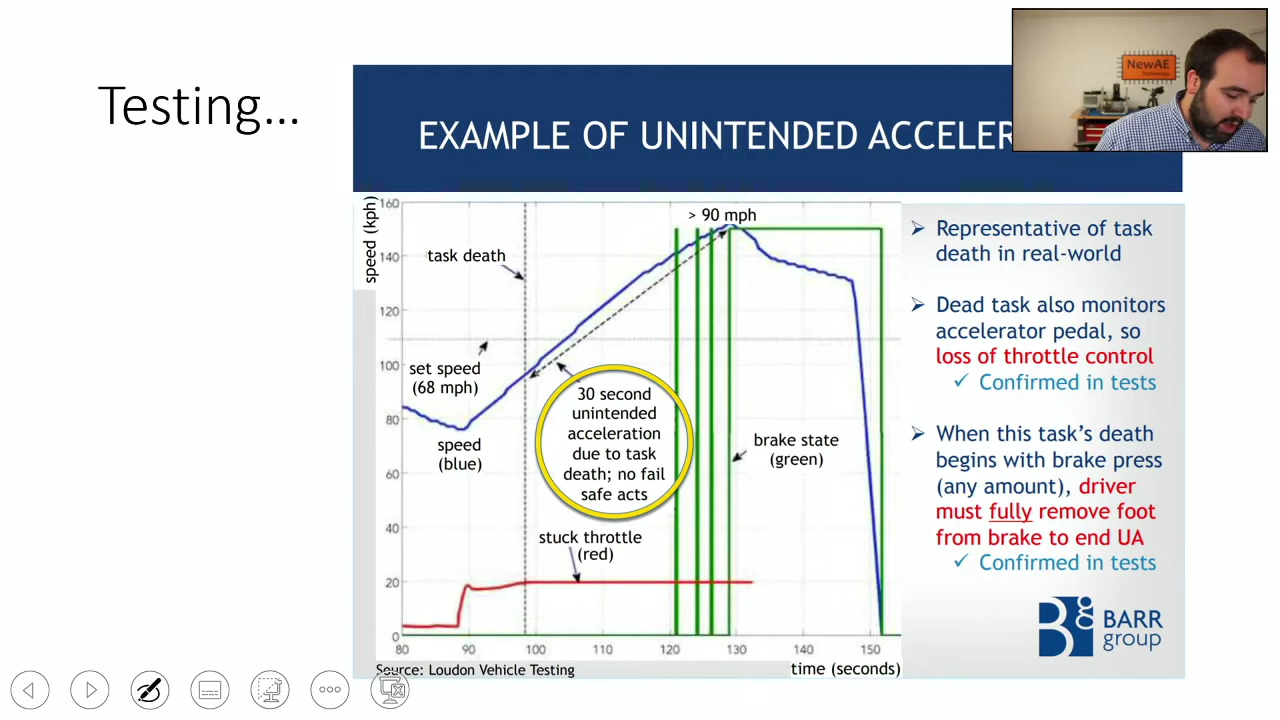 Testing...
NewAE
Technology
EXAMPLE OF UNINTENDED ACCELER
speed (kph)
160
140
120
100
80
60
40
20
0
> 90 mph
task death
set speed
(68 mph)
speed
(blue)
30 second
unintended
acceleration
due to task
death; no fail
safe acts
brake state
(green)
stuck throttle
(red)
80
90
100
110
120
130
140
150
time (seconds)
Source: Loudon Vehicle Testing
➢ Representative of task
death in real-world
➢ Dead task also monitors
accelerator pedal, so
loss of throttle control
✓ Confirmed in tests
➢ When this task's death
begins with brake press
(any amount), driver
must fully remove foot
from brake to end UA
✓ Confirmed in tests
BARR
group